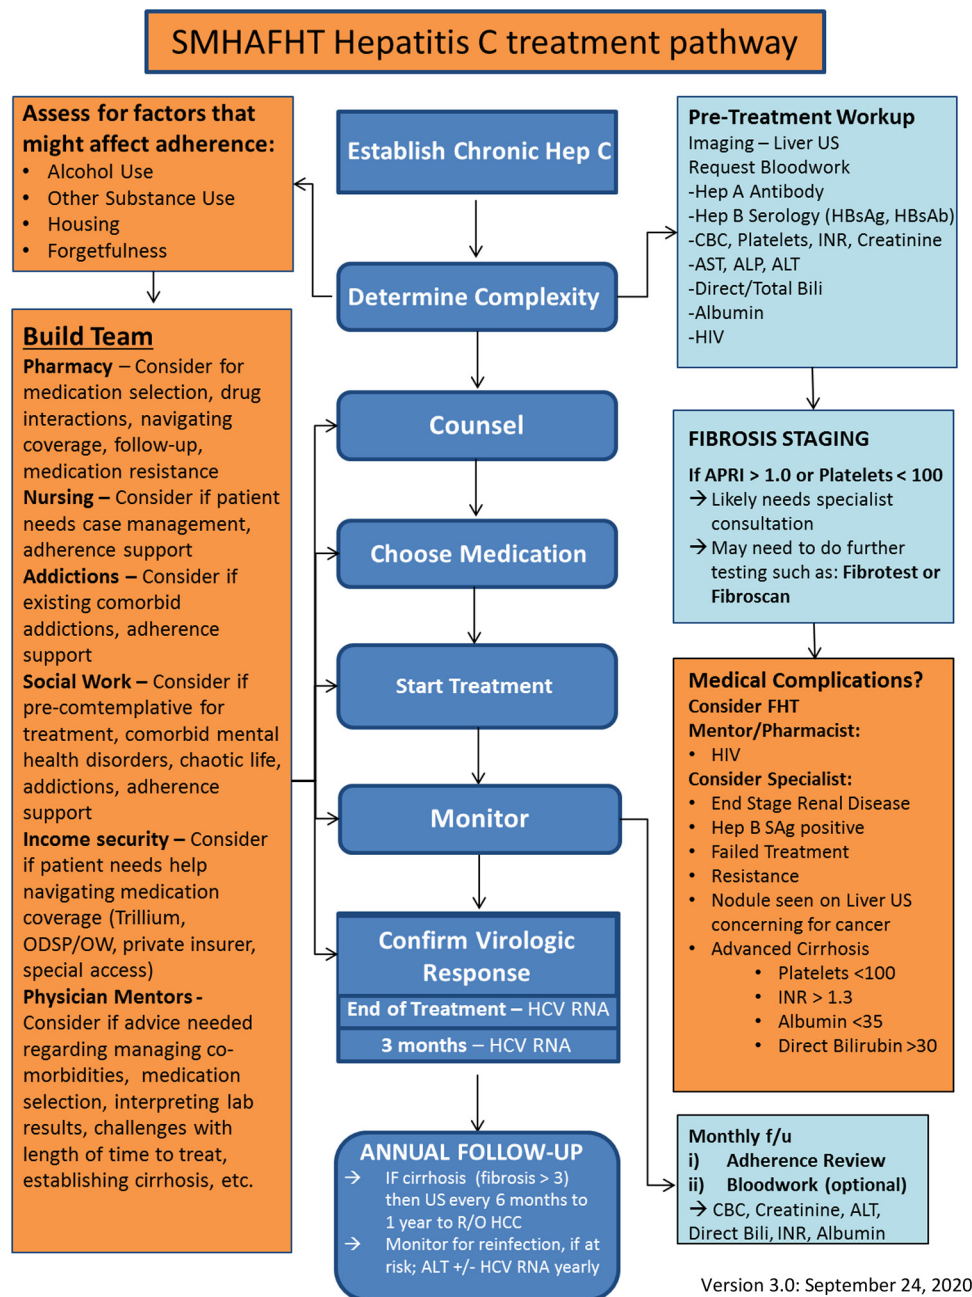 SMHAFHT Hepatitis C treatment pathway
Assess for factors that
might affect adherence:
• Alcohol Use
• Other Substance Use
• Housing
• Forgetfulness
Build Team
Pharmacy – Consider for
medication selection, drug
interactions, navigating
coverage, follow-up,
medication resistance
Nursing – Consider if patient
needs case management,
adherence support
Addictions – Consider if
existing comorbid
addictions, adherence
support
Social Work – Consider if
pre-comtemplative for
treatment, comorbid mental
health disorders, chaotic life,
addictions, adherence
support
Income security – Consider
if patient needs help
navigating medication
coverage (Trillium,
ODSP/OW, private insurer,
special access)
Physician Mentors -
Consider if advice needed
regarding managing co-
morbidities, medication
selection, interpreting lab
results, challenges with
length of time to treat,
establishing cirrhosis, etc.
Establish Chronic Hep C
Determine Complexity
Counsel
Choose Medication
Start Treatment
Monitor
Confirm Virologic
Response
End of Treatment – HCV RNA
3 months – HCV RNA
ANNUAL FOLLOW-UP
→ IF cirrhosis (fibrosis > 3)
then US every 6 months to
1 year to R/O HCC
→ Monitor for reinfection, if at
risk; ALT +/- HCV RNA yearly
Pre-Treatment Workup
Imaging – Liver US
Request Bloodwork
-Hep A Antibody
-Hep B Serology (HBsAg, HBsAb)
-CBC, Platelets, INR, Creatinine
-AST, ALP, ALT
-Direct/Total Bili
-Albumin
-HIV
FIBROSIS STAGING
If APRI > 1.0 or Platelets < 100
→ Likely needs specialist
consultation
→ May need to do further
testing such as: Fibrotest or
Fibroscan
Medical Complications?
Consider FHT
Mentor/Pharmacist:
• HIV
Consider Specialist:
• End Stage Renal Disease
• Hep B SAg positive
• Failed Treatment
• Resistance
• Nodule seen on Liver US
concerning for cancer
• Advanced Cirrhosis
• Platelets <100
• INR > 1.3
• Albumin <35
• Direct Bilirubin >30
Monthly f/u
i) Adherence Review
ii) Bloodwork (optional)
→ CBC, Creatinine, ALT,
Direct Bili, INR, Albumin
Version 3.0: September 24, 2020